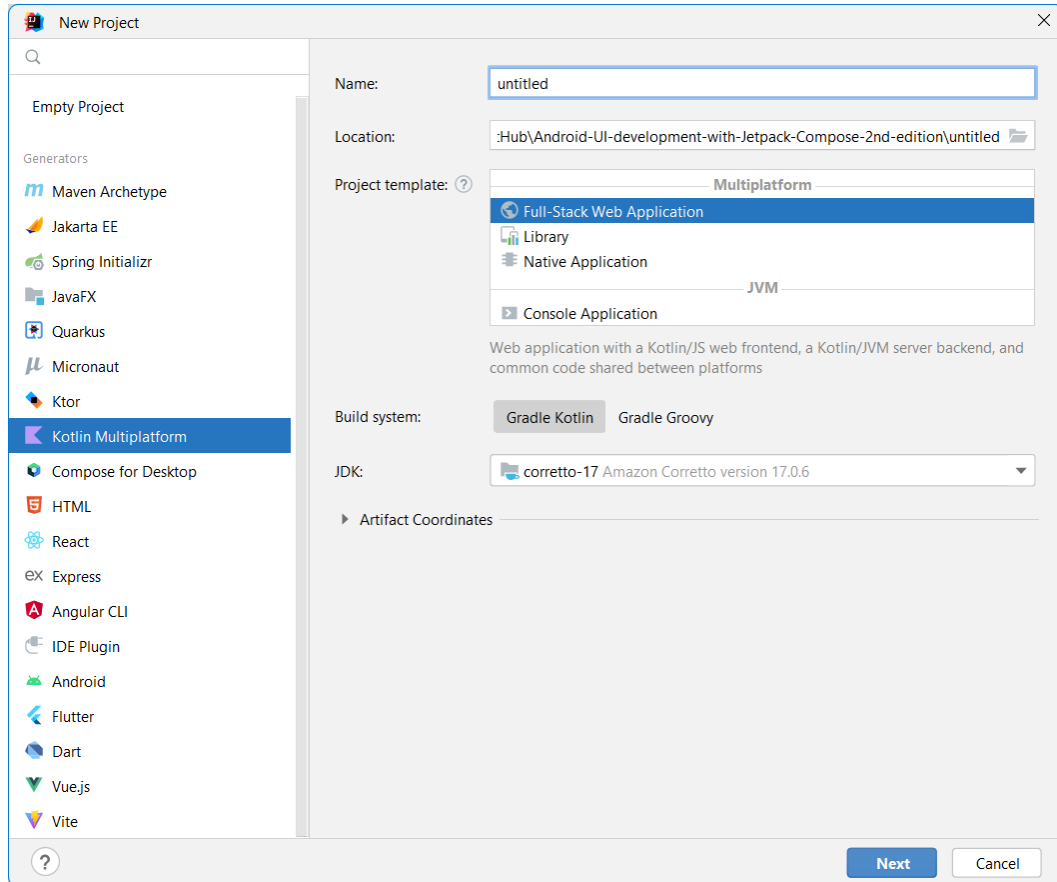 New Project
Empty Project
Generators
Maven Archetype
Jakarta EE
Spring Initializr
JavaFX
Quarkus
Micronaut
Ktor
Kotlin Multiplatform
Compose for Desktop
HTML
React
Express
Angular CLI
IDE Plugin
Android
Flutter
Dart
Vue.js
Vite
Name:
untitled
Location:
:Hub\Android-UI-development-with-Jetpack-Compose-2nd-edition\untitled
Project template: ?
Multiplatform
Full-Stack Web Application
Library
Native Application
JVM
Console Application
Web application with a Kotlin/JS web frontend, a Kotlin/JVM server backend, and
common code shared between platforms
Build system:
Gradle Kotlin Gradle Groovy
JDK:
corretto-17 Amazon Corretto version 17.0.6
Artifact Coordinates
?
Next
Cancel